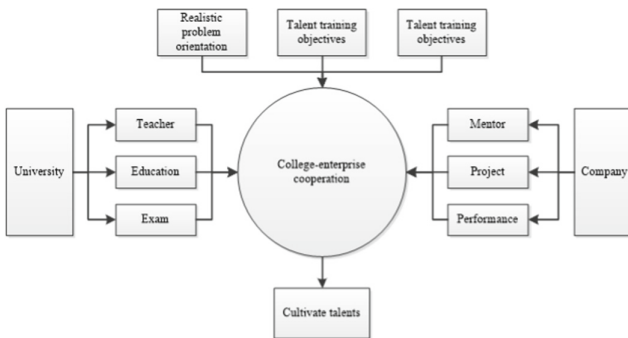 Realistic
problem
orientation
Talent training
objectives
Talent training
objectives
University
Teacher
Education
Exam
College-enterprise
cooperation
Mentor
Project
Performance
Company
Cultivate talents